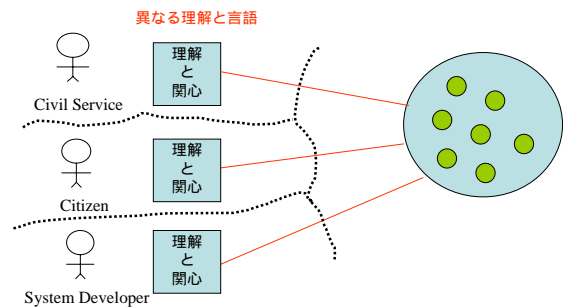 異なる理解と言語
理解
と
関心
Civil Service
理解
と
関心
Citizen
理解
と
関心
System Developer